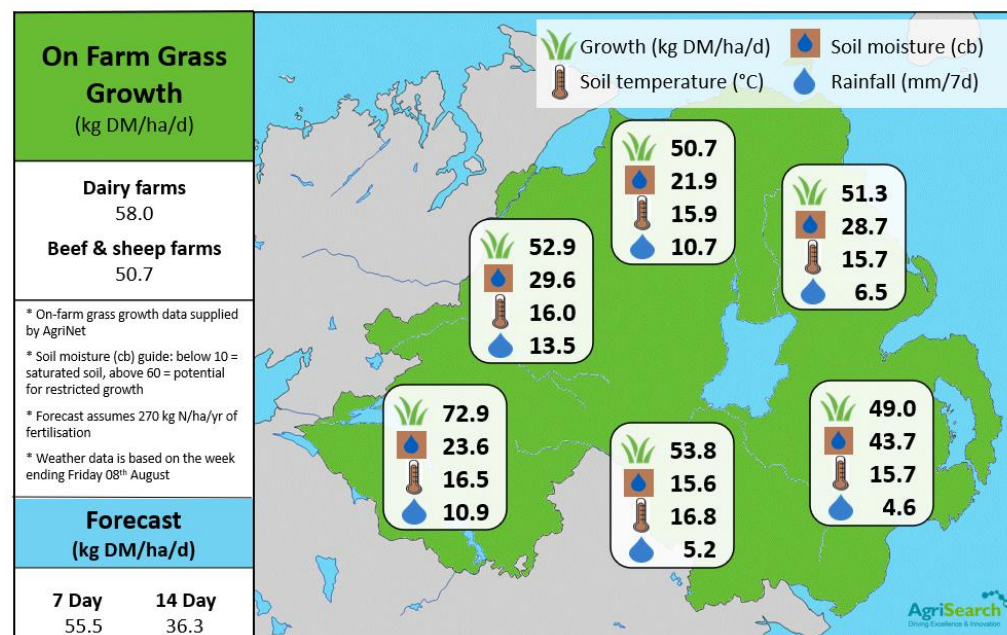 On Farm Grass
Growth
(kg DM/ha/d)
Dairy farms
58.0
Beef & sheep farms
50.7
* On-farm grass growth data supplied
by AgriNet
* Soil moisture (cb) guide: below 10 =
saturated soil, above 60 = potential
for restricted growth
* Forecast assumes 270 kg N/ha/yr of
fertilisation
* Weather data is based on the week
ending Friday 08th August
Forecast
(kg DM/ha/d)
7 Day 14 Day
55.5 36.3
Growth (kg DM/ha/d) Soil moisture (cb)
Soil temperature (°C) Rainfall (mm/7d)
50.7
21.9
15.9
10.7
51.3
28.7
15.7
6.5
52.9
29.6
16.0
13.5
72.9
23.6
16.5
10.9
53.8
15.6
16.8
5.2
49.0
43.7
15.7
4.6
AgriSearch
Driving Excellence & Innovation